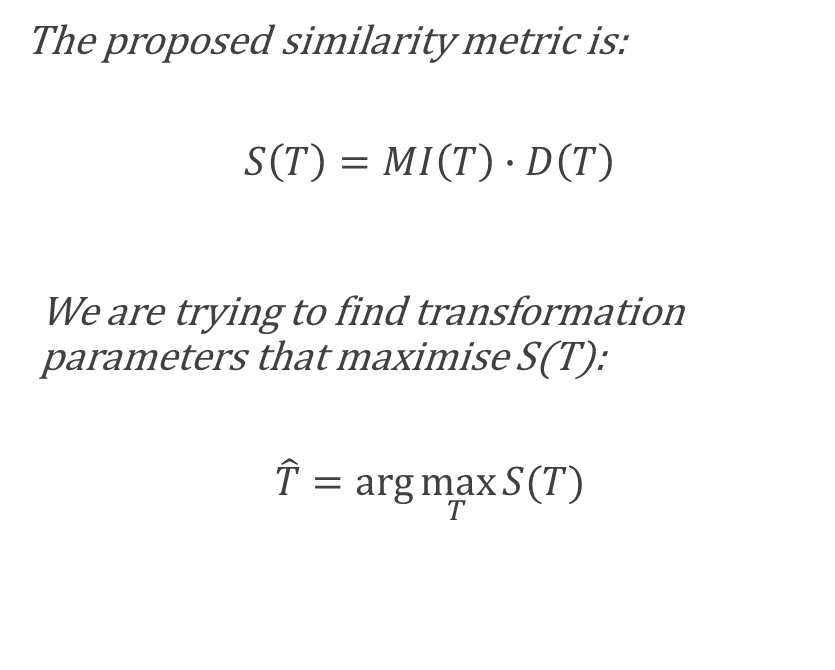 The proposed similarity metric is:
S(T) = MI(T) · D(T)
We are trying to find transformation
parameters that maximise S(T):
T̂ = arg max S(T)
T